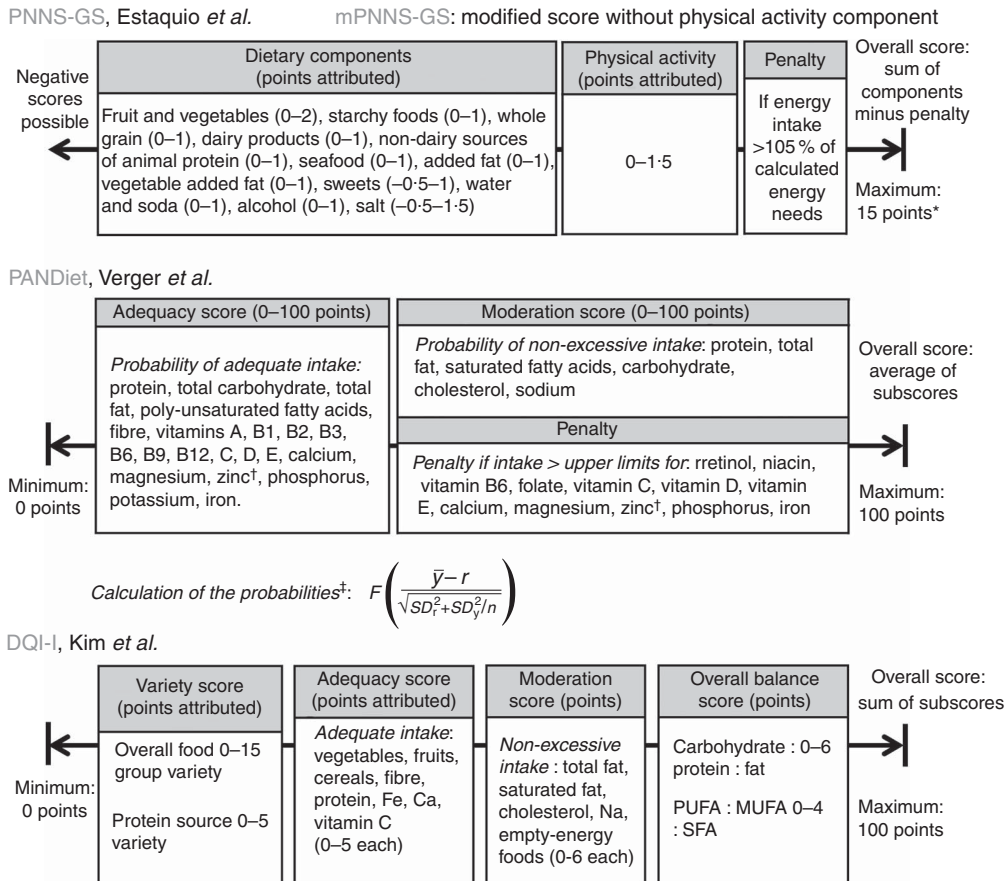 PNNS-GS, Estaquio et al. mPNNS-GS: modified score without physical activity component
Negative
scores
possible
Dietary components
(points attributed)
Fruit and vegetables (0–2), starchy foods (0–1), whole
grain (0–1), dairy products (0–1), non-dairy sources
of animal protein (0–1), seafood (0–1), added fat (0–1),
vegetable added fat (0–1), sweets (–0·5–1), water
and soda (0–1), alcohol (0–1), salt (–0·5–1·5)
Physical activity
(points attributed)
0–1·5
Penalty
If energy
intake
>105 % of
calculated
energy
needs
Overall score:
sum of
components
minus penalty
Maximum:
15 points*
PANDiet, Verger et al.
Minimum:
0 points
Adequacy score (0–100 points)
Probability of adequate intake:
protein, total carbohydrate, total
fat, poly-unsaturated fatty acids,
fibre, vitamins A, B1, B2, B3,
B6, B9, B12, C, D, E, calcium,
magnesium, zinc†, phosphorus,
potassium, iron.
Moderation score (0–100 points)
Probability of non-excessive intake: protein, total
fat, saturated fatty acids, carbohydrate,
cholesterol, sodium
Penalty
Penalty if intake > upper limits for: rretinol, niacin,
vitamin B6, folate, vitamin C, vitamin D, vitamin
E, calcium, magnesium, zinc†, phosphorus, iron
Overall score:
average of
subscores
Maximum:
100 points
Calculation of the probabilities‡: F(ȳ – r / √SD²r+SD²y/n)
DQI-I, Kim et al.
Minimum:
0 points
Variety score
(points attributed)
Overall food 0–15
group variety
Protein source 0–5
variety
Adequacy score
(points attributed)
Adequate intake:
vegetables, fruits,
cereals, fibre,
protein, Fe, Ca,
vitamin C
(0–5 each)
Moderation
score (points)
Non-excessive
intake : total fat,
saturated fat,
cholesterol, Na,
empty-energy
foods (0-6 each)
Overall balance
score (points)
Carbohydrate : 0–6
protein : fat
PUFA : MUFA 0–4
: SFA
Overall score:
sum of subscores
Maximum:
100 points